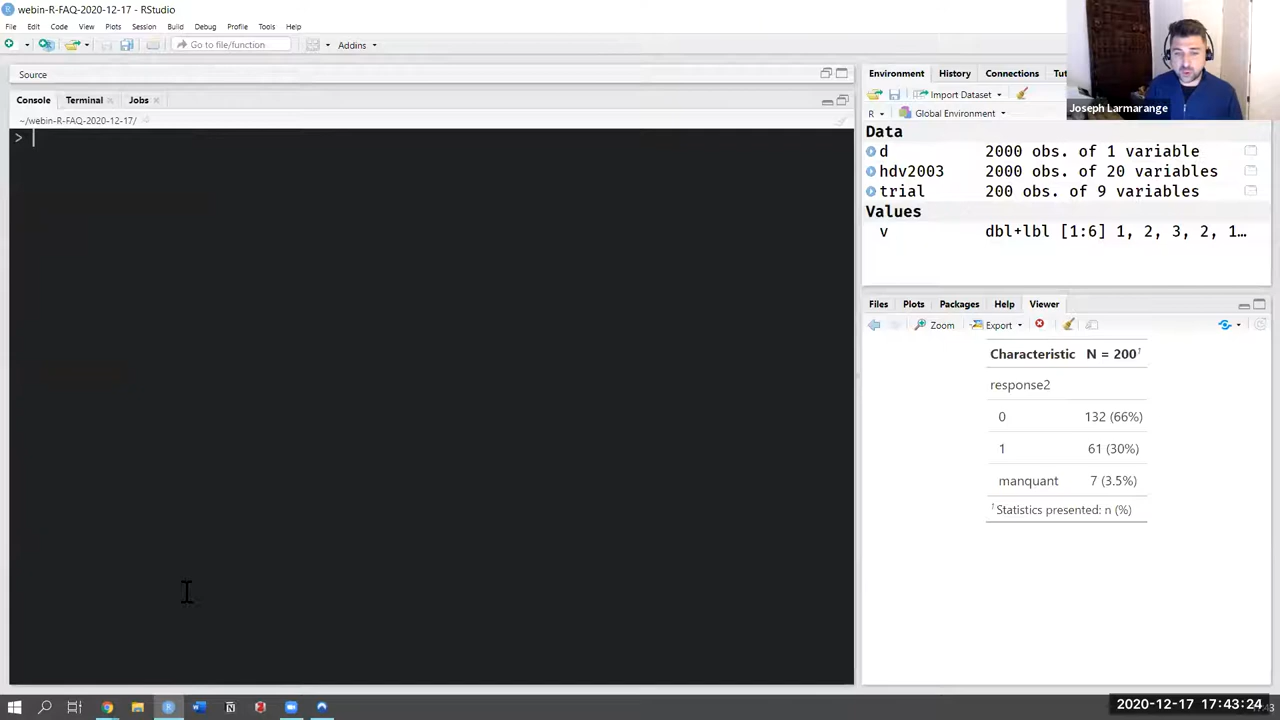 webin-R-FAQ-2020-12-17 - RStudio
File Edit Code View Plots Session Build Debug Profile Tools Help
Go to file/function Addins
Source
Console Terminal Jobs
~/webin-R-FAQ-2020-12-17/
>
Environment History Connections Tut
Import Dataset
R Global Environment
Joseph Larmarange
Data
d 2000 obs. of 1 variable
hdv2003 2000 obs. of 20 variables
trial 200 obs. of 9 variables
Values
v dbl+lbl [1:6] 1, 2, 3, 2, 1…
Files Plots Packages Help Viewer
Zoom Export
Characteristic N = 200¹
response2
0 132 (66%)
1 61 (30%)
manquant 7 (3.5%)
¹Statistics presented: n (%)
2020-12-17 17:43:24